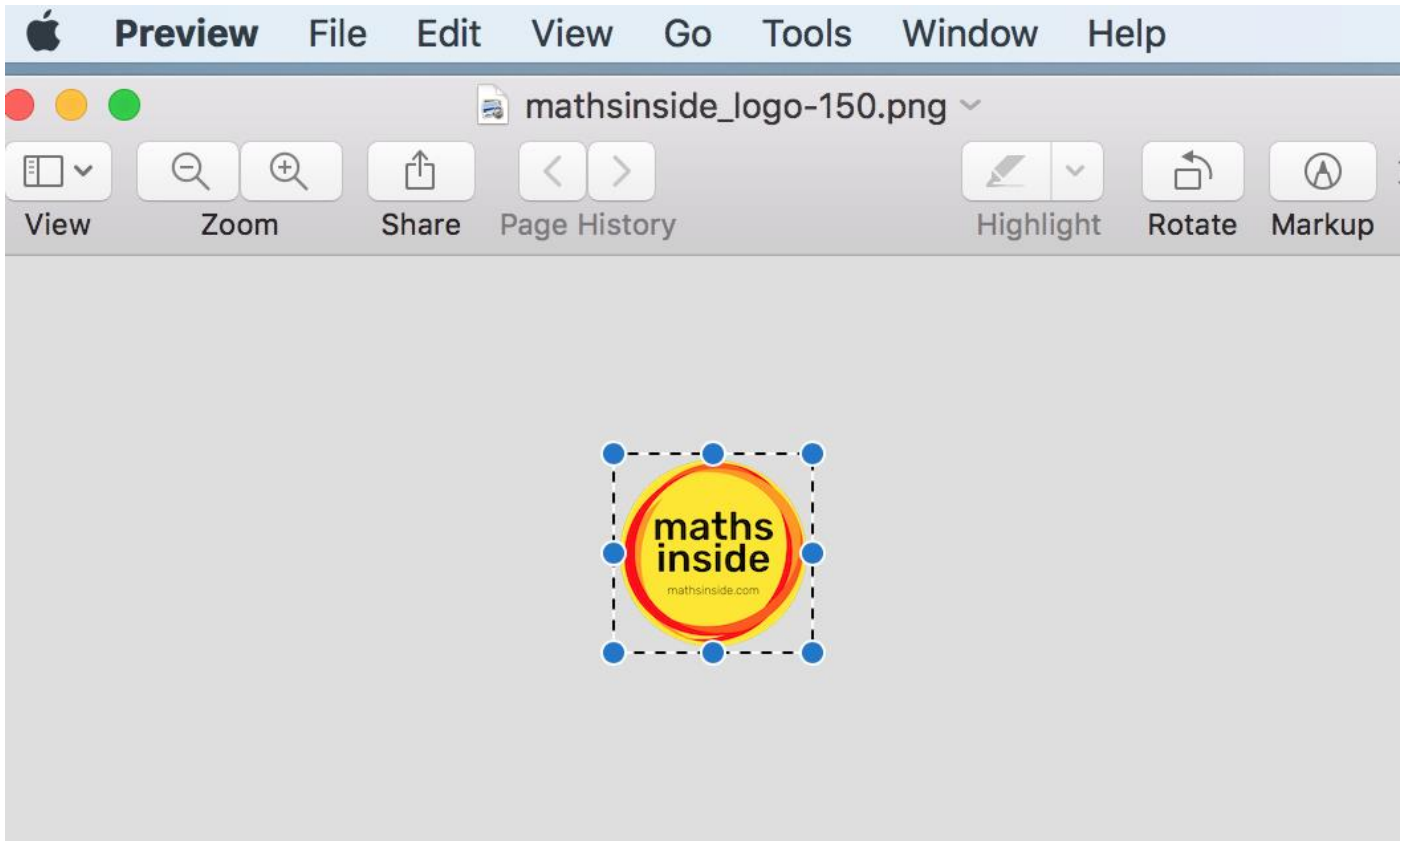 Preview File Edit View Go Tools Window Help
mathsinside_logo-150.png
View Zoom Share Page History Highlight Rotate Markup
maths
inside
mathsinside.com